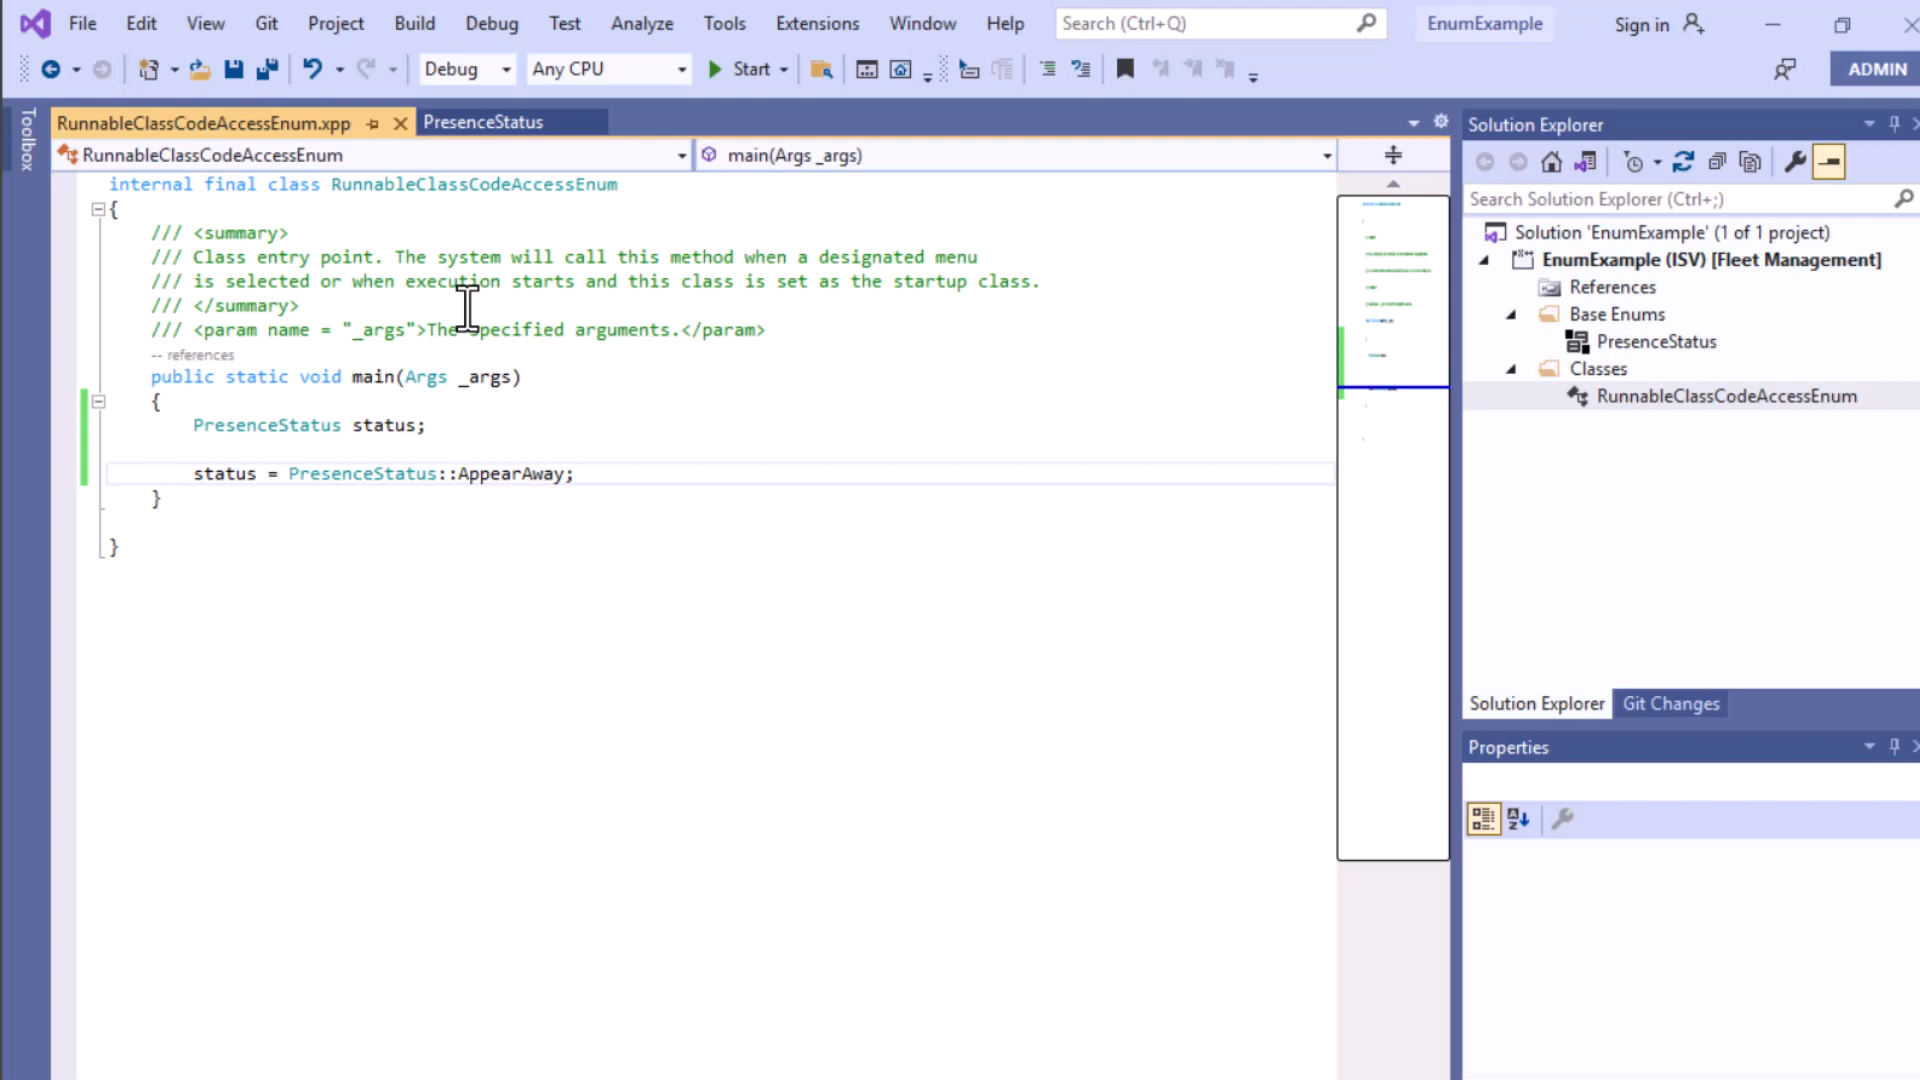 File Edit View Git Project Build Debug Test Analyze Tools Extensions Window Help Search (Ctrl+Q) EnumExample Sign in
Debug Any CPU Start ADMIN
Toolbox
RunnableClassCodeAccessEnum.xpp PresenceStatus
RunnableClassCodeAccessEnum main(Args _args)
internal final class RunnableClassCodeAccessEnum
{
/// <summary>
/// Class entry point. The system will call this method when a designated menu
/// is selected or when execution starts and this class is set as the startup class.
/// </summary>
/// <param name = "_args">The specified arguments.</param>
-- references
public static void main(Args _args)
{
PresenceStatus status;
status = PresenceStatus::AppearAway;
}
}
Solution Explorer
Search Solution Explorer (Ctrl+;)
Solution 'EnumExample' (1 of 1 project)
EnumExample (ISV) [Fleet Management]
References
Base Enums
PresenceStatus
Classes
RunnableClassCodeAccessEnum
Solution Explorer Git Changes
Properties